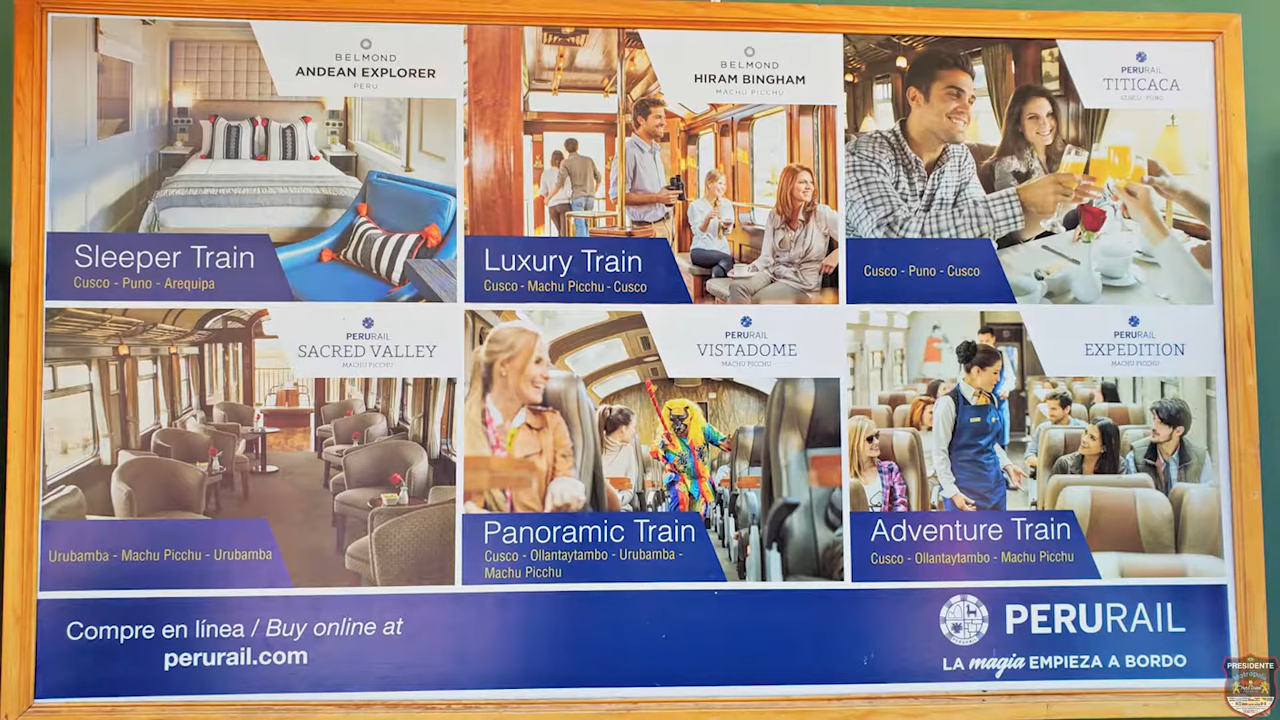 BELMOND
ANDEAN EXPLORER
PERU
Sleeper Train
Cusco - Puno - Arequipa
BELMOND
HIRAM BINGHAM
MACHU PICCHU
Luxury Train
Cusco - Machu Picchu - Cusco
PERURAIL
TITICACA
CUSCO · PUNO
Cusco - Puno - Cusco
PERURAIL
SACRED VALLEY
MACHU PICCHU
Urubamba - Machu Picchu - Urubamba
PERURAIL
VISTADOME
MACHU PICCHU
Panoramic Train
Cusco - Ollantaytambo - Urubamba -
Machu Picchu
PERURAIL
EXPEDITION
MACHU PICCHU
Adventure Train
Cusco - Ollantaytambo - Machu Picchu
Compre en línea / Buy online at
perurail.com
PERURAIL
LA magia EMPIEZA A BORDO
PRESIDENTE